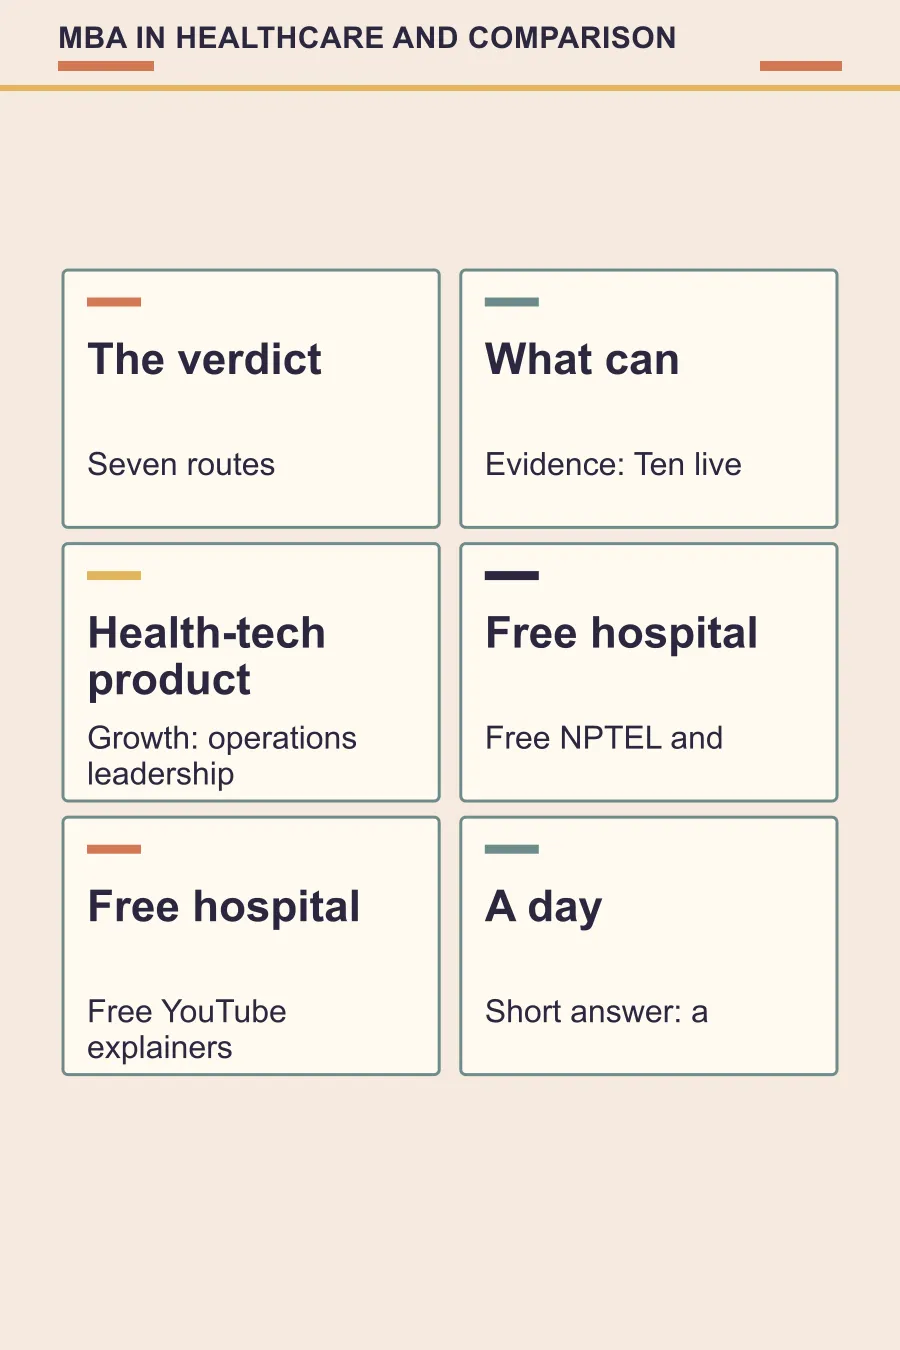 MBA IN HEALTHCARE AND COMPARISON
The verdict
Seven routes
What can
Evidence: Ten live
Health-tech
product
Growth: operations
leadership
Free hospital
Free NPTEL and
Free hospital
Free YouTube
explainers
A day
Short answer: a